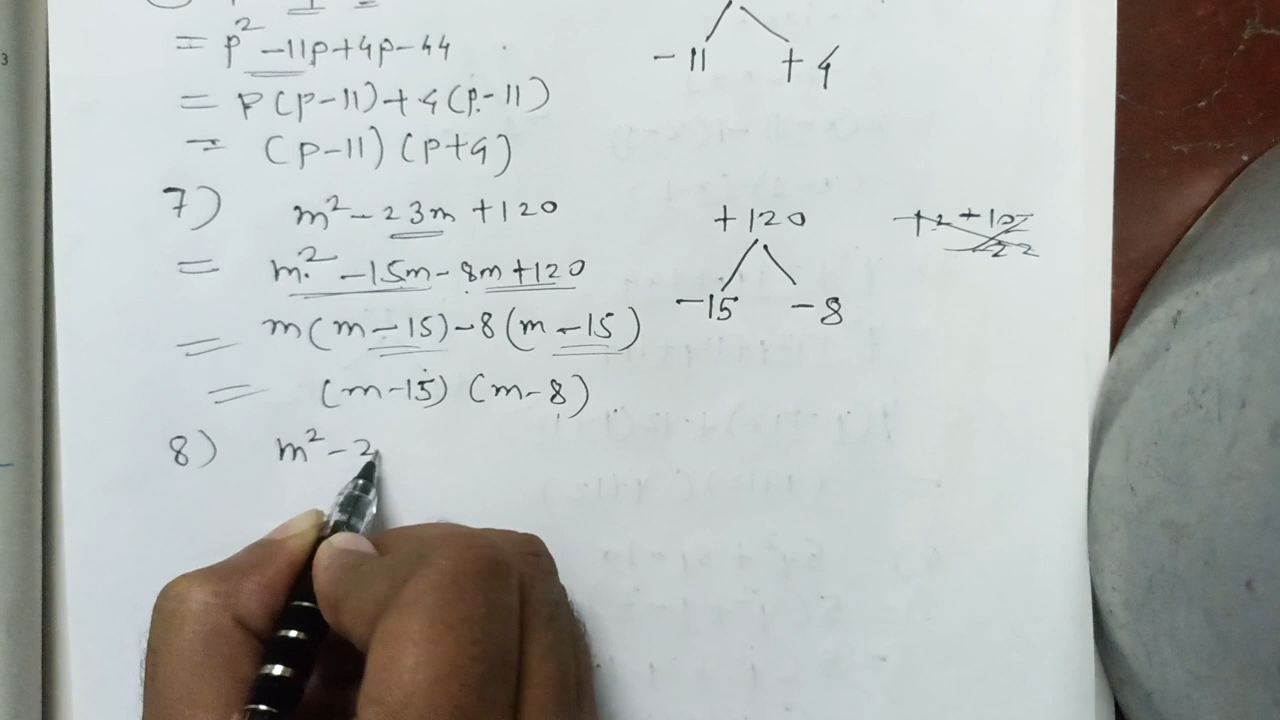 = p² - 11p + 4p - 44
-11 +4
= P(p-11) + 4(p-11)
= (p-11) (p+4)
7) m² - 23m + 120
+120
= m² - 15m - 8m + 120
-15 -8
= m(m-15) - 8(m-15)
= (m-15) (m-8)
8) m² - 2
3